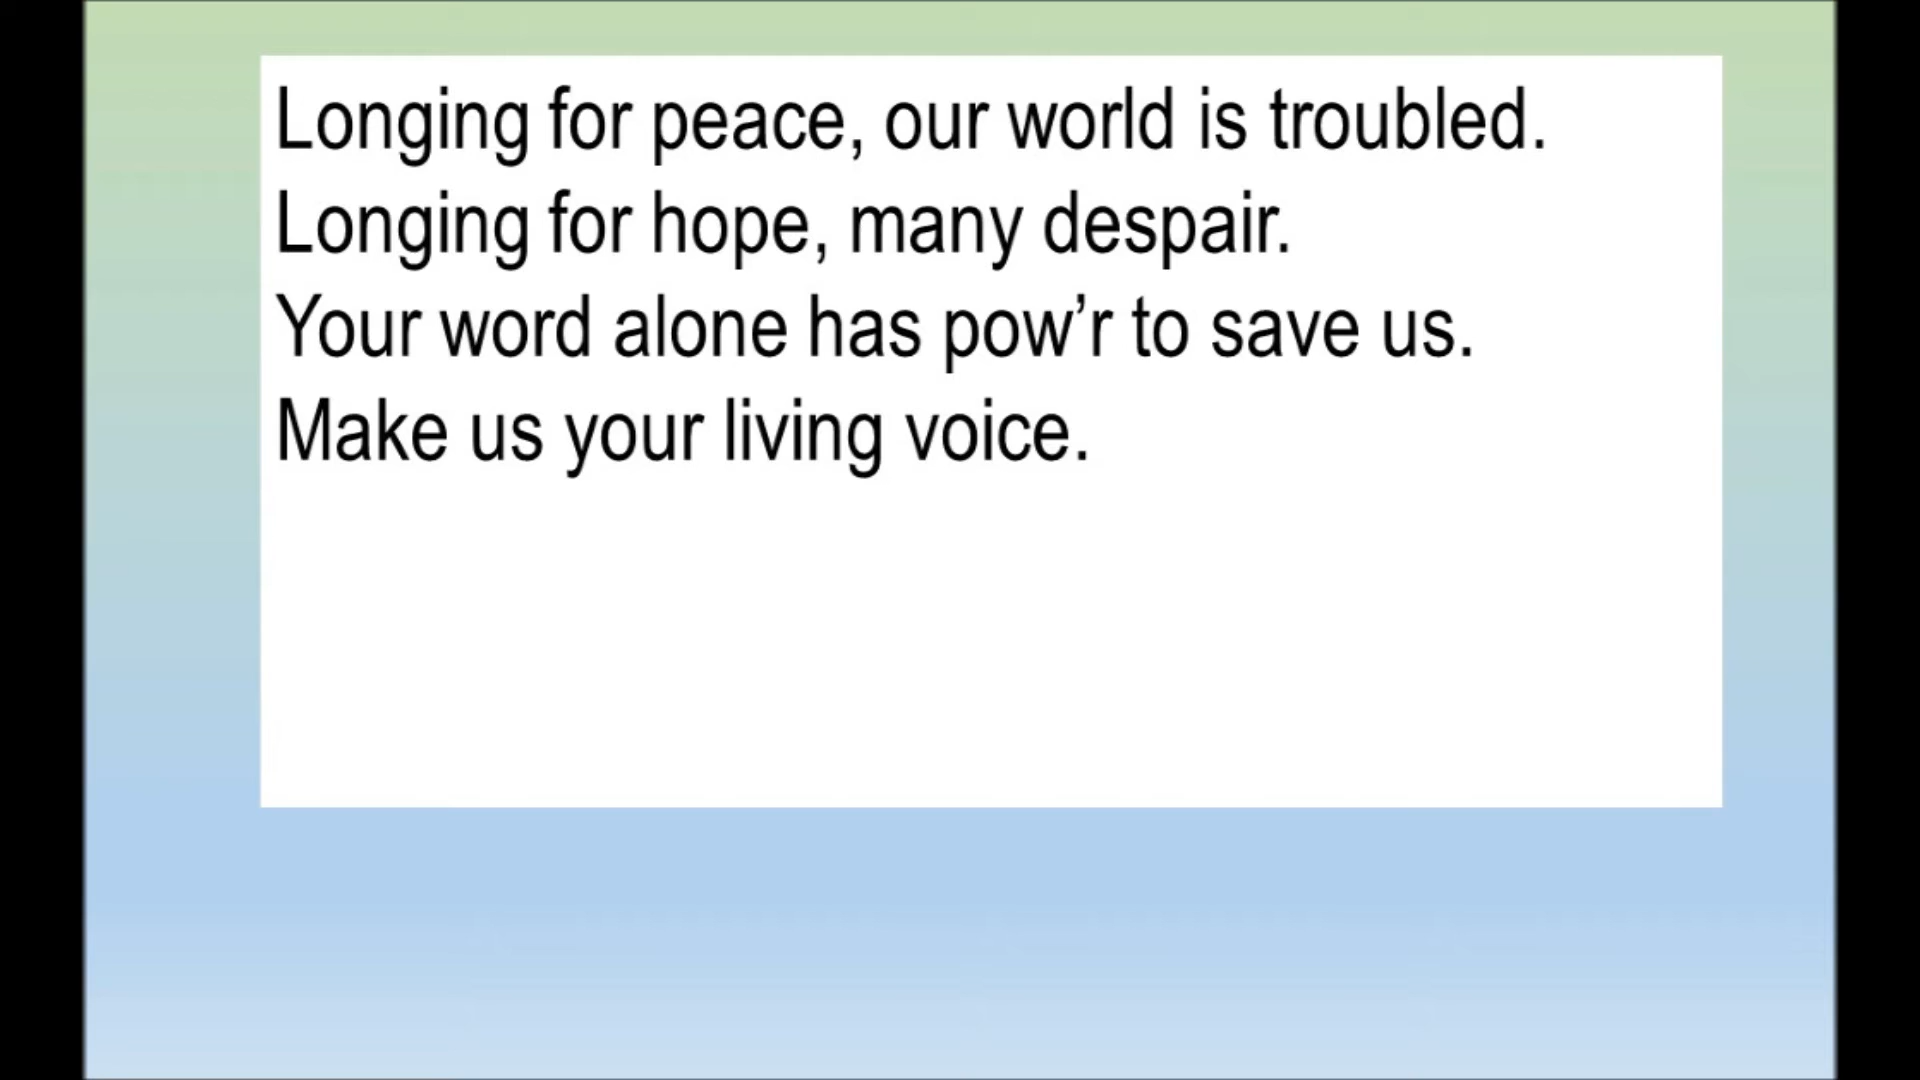 Longing for peace, our world is troubled.
Longing for hope, many despair.
Your word alone has pow’r to save us.
Make us your living voice.